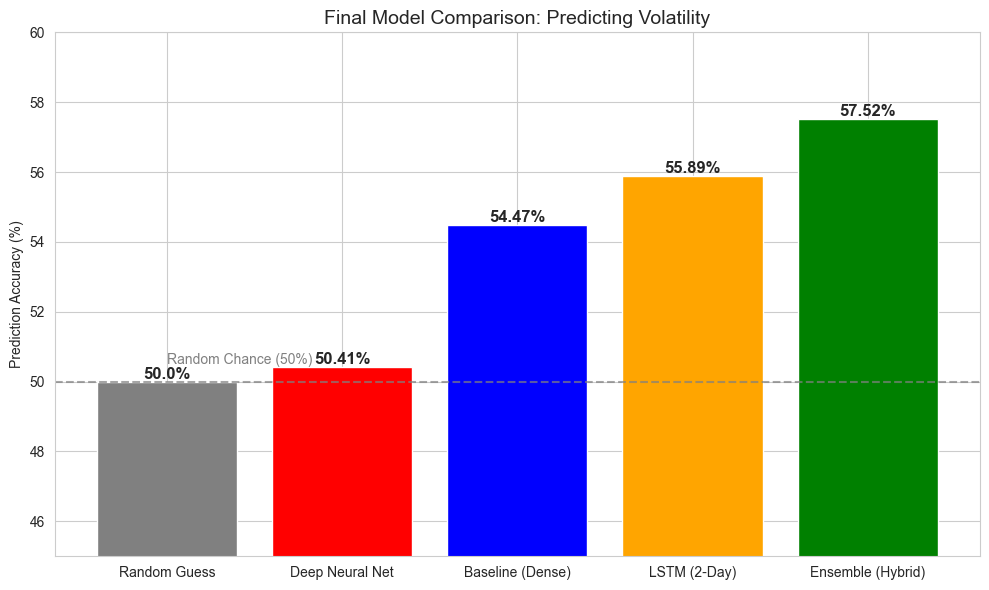 Final Model Comparison: Predicting Volatility
Prediction Accuracy (%)
60
58
56
54
52
50
48
46
57.52%
55.89%
54.47%
Random Chance (50%)
50.41%
50.0%
Random Guess
Deep Neural Net
Baseline (Dense)
LSTM (2-Day)
Ensemble (Hybrid)